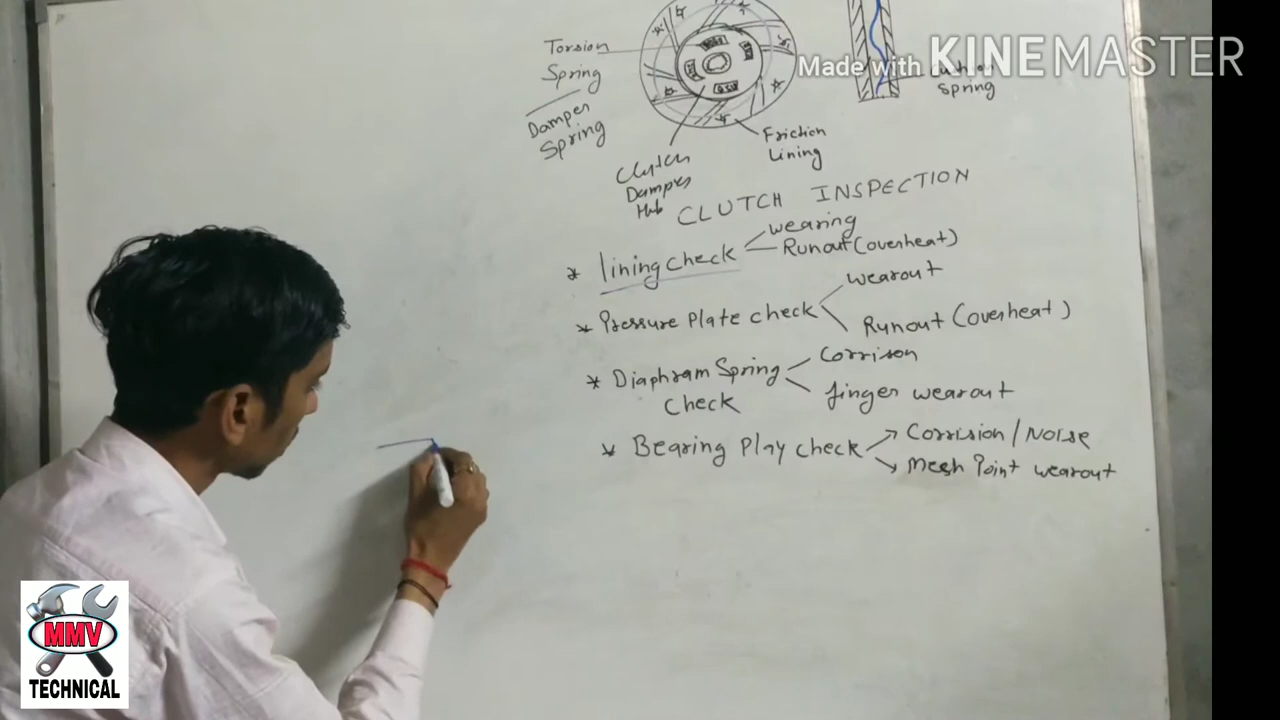 Torsion
Spring
Damper
Spring
Clutch
Damper
Hub
Friction
Lining
Spring
Made with KINEMASTER
CLUTCH INSPECTION
* lining check
wearing
Runout (overheat)
* Pressure Plate check
wearout
Runout (overheat)
* Diaphram Spring
Check
Corrison
finger wearout
* Bearing Play check
Corrision / Noise
Mesh Point wearout
MMV
TECHNICAL